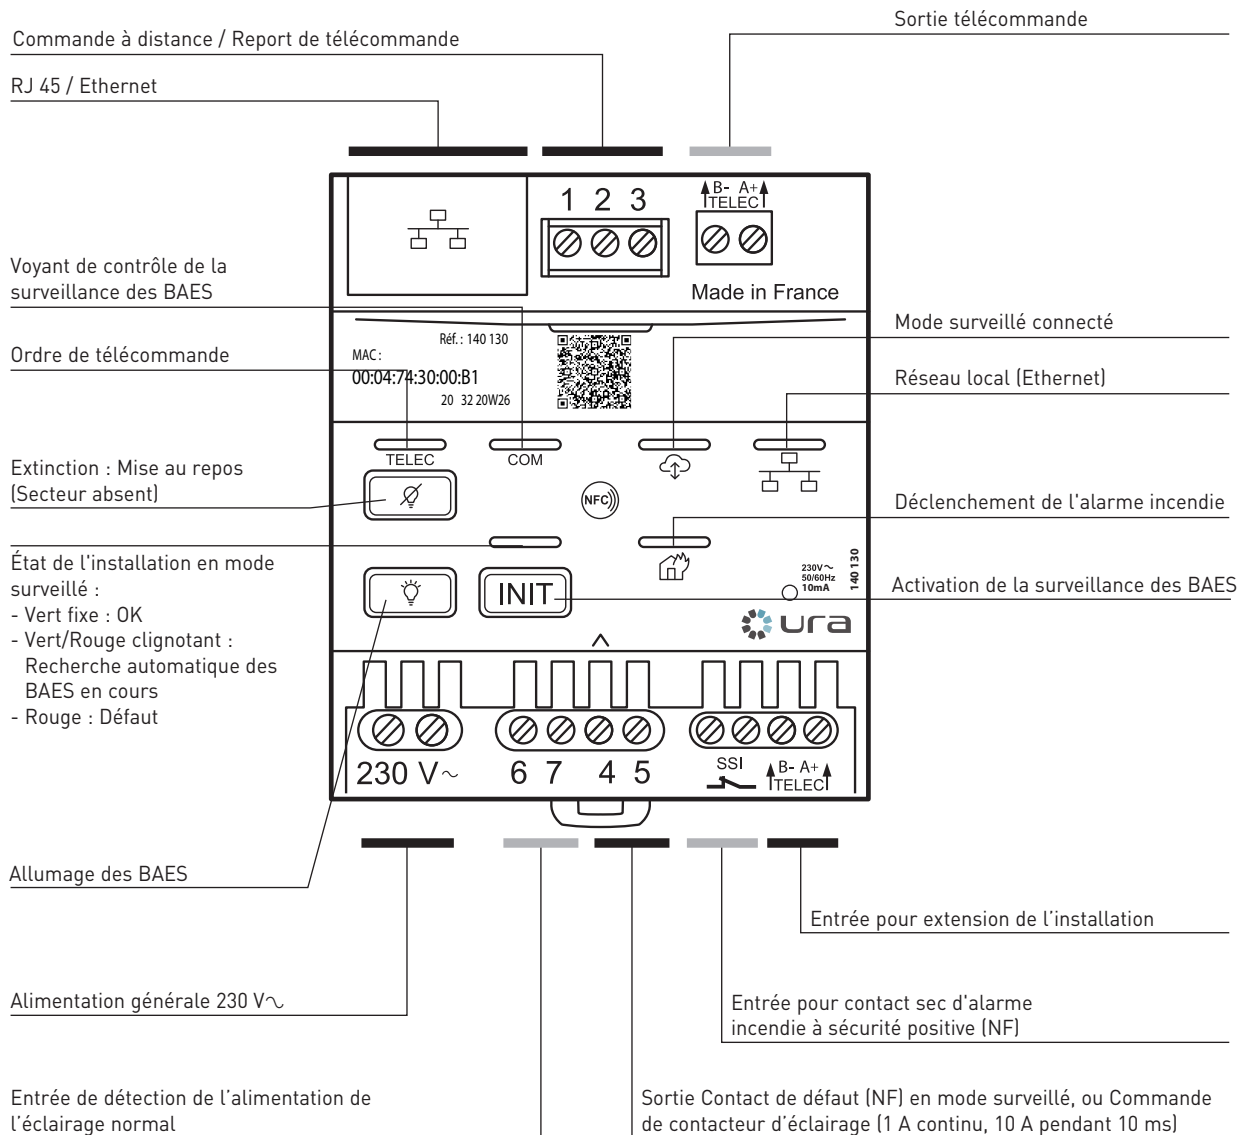 Sortie télécommande
Commande à distance / Report de télécommande
RJ 45 / Ethernet
1 2 3
B- A+
TELEC
Made in France
Voyant de contrôle de la
surveillance des BAES
Mode surveillé connecté
Ordre de télécommande
Réf. : 140 130
MAC :
00:04:74:30:00:B1
20 32 20W26
Réseau local (Ethernet)
TELEC
COM
Extinction : Mise au repos
(Secteur absent)
NFC
Déclenchement de l'alarme incendie
État de l'installation en mode
surveillé :
- Vert fixe : OK
- Vert/Rouge clignotant :
Recherche automatique des
BAES en cours
- Rouge : Défaut
INIT
230V~
50/60Hz
10mA
140 130
Activation de la surveillance des BAES
ura
230 V~
6 7 4 5
SSI
B- A+
TELEC
Allumage des BAES
Entrée pour extension de l'installation
Alimentation générale 230 V~
Entrée pour contact sec d'alarme
incendie à sécurité positive (NF)
Entrée de détection de l'alimentation de
l'éclairage normal
Sortie Contact de défaut (NF) en mode surveillé, ou Commande
de contacteur d'éclairage (1 A continu, 10 A pendant 10 ms)